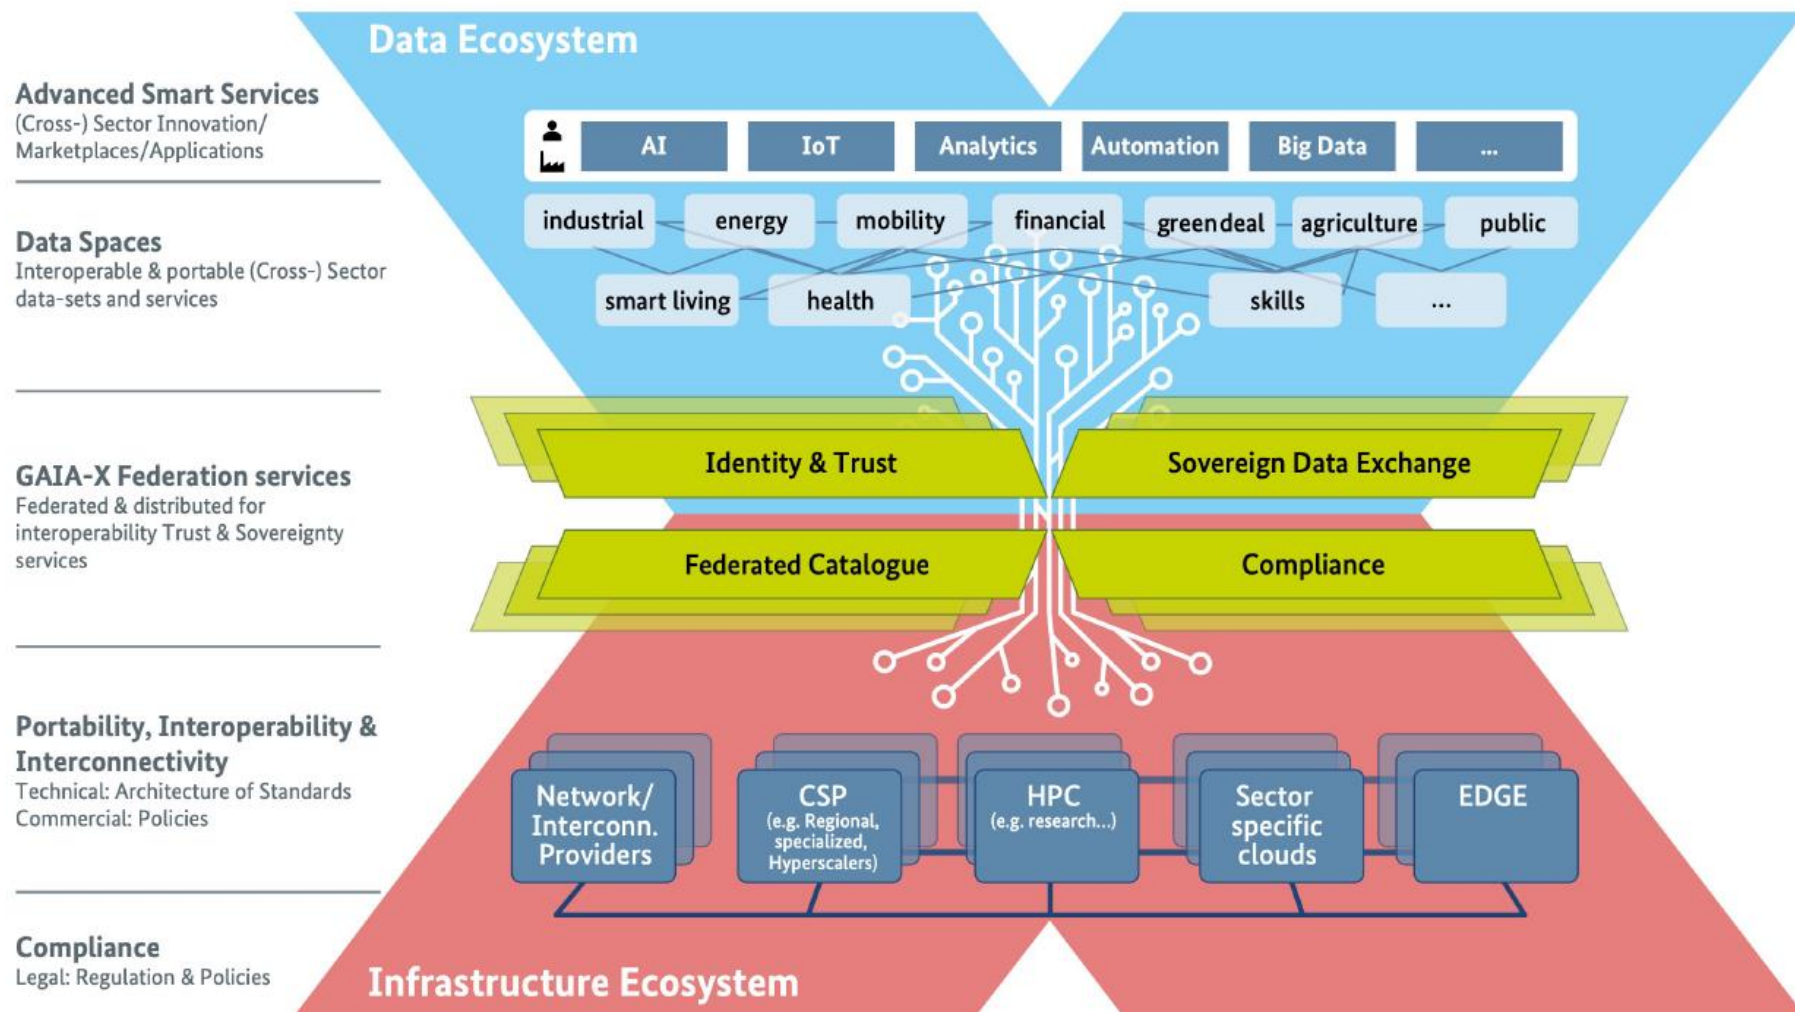 Data Ecosystem
Advanced Smart Services
(Cross-) Sector Innovation/
Marketplaces/Applications
AI
IoT
Analytics
Automation
Big Data
...
Data Spaces
Interoperable & portable (Cross-) Sector
data-sets and services
industrial
energy
mobility
financial
greendeal
agriculture
public
smart living
health
skills
...
GAIA-X Federation services
Federated & distributed for
interoperability Trust & Sovereignty
services
Identity & Trust
Sovereign Data Exchange
Federated Catalogue
Compliance
Portability, Interoperability &
Interconnectivity
Technical: Architecture of Standards
Commercial: Policies
Network/
Interconn.
Providers
CSP
(e.g. Regional,
specialized,
Hyperscalers)
HPC
(e.g. research...)
Sector
specific
clouds
EDGE
Compliance
Legal: Regulation & Policies
Infrastructure Ecosystem